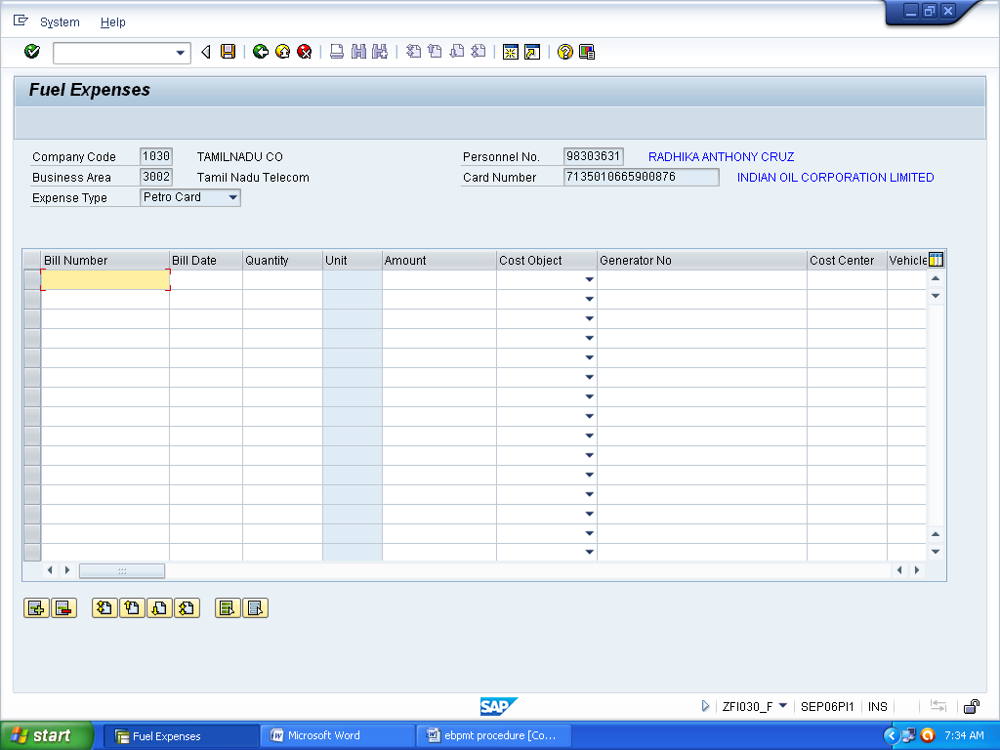 System Help
Fuel Expenses
Company Code 1030 TAMILNADU CO Personnel No. 98303631 RADHIKA ANTHONY CRUZ
Business Area 3002 Tamil Nadu Telecom Card Number 7135010665900876 INDIAN OIL CORPORATION LIMITED
Expense Type Petro Card
Bill Number Bill Date Quantity Unit Amount Cost Object Generator No Cost Center Vehicle
SAP ZFI030_F SEP06PI1 INS
start Fuel Expenses Microsoft Word ebpmt procedure [Co... 7:34 AM